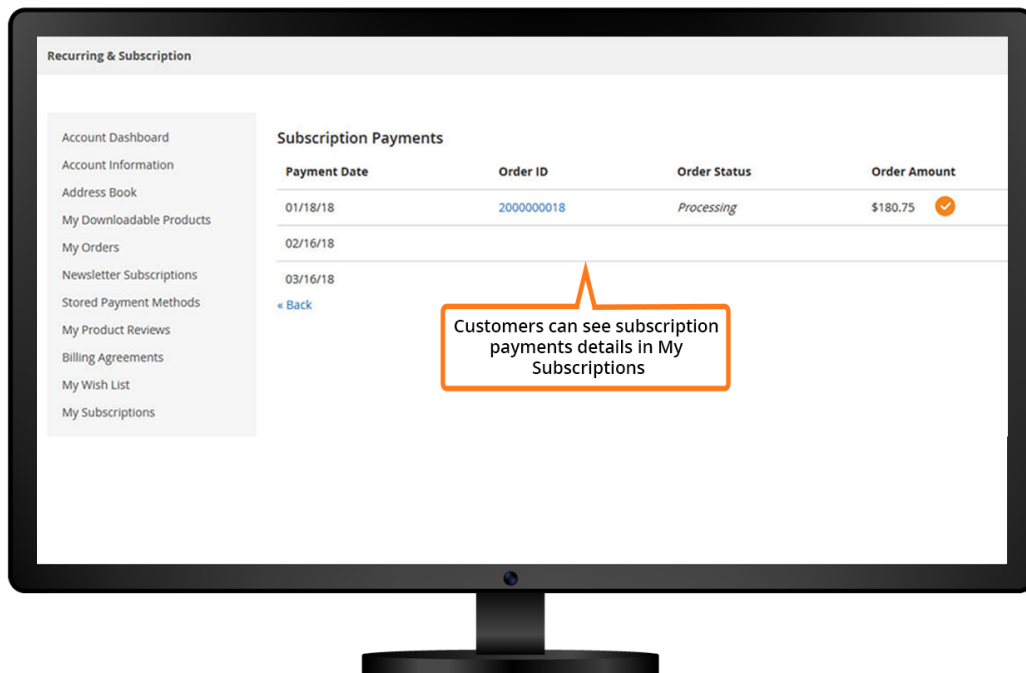 Recurring & Subscription
Account Dashboard
Account Information
Address Book
My Downloadable Products
My Orders
Newsletter Subscriptions
Stored Payment Methods
My Product Reviews
Billing Agreements
My Wish List
My Subscriptions
Subscription Payments
Payment Date Order ID Order Status Order Amount
01/18/18 2000000018 Processing $180.75
02/16/18
03/16/18
« Back
Customers can see subscription
payments details in My
Subscriptions